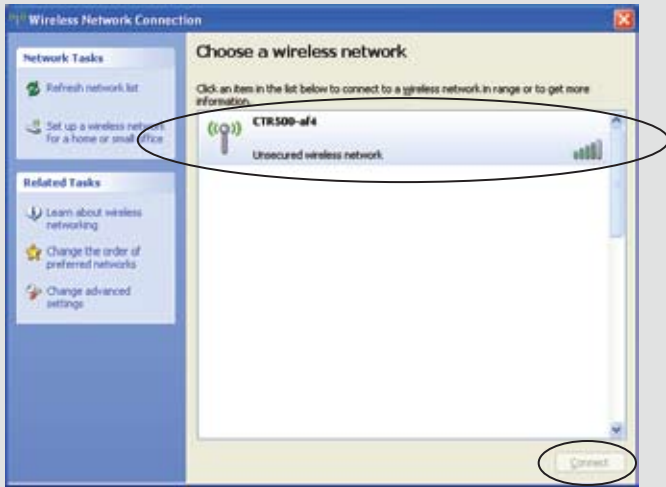 Wireless Network Connection
Network Tasks
Refresh network list
Set up a wireless network
for a home or small office
Related Tasks
Learn about wireless
networking
Change the order of
preferred networks
Change advanced
settings
Choose a wireless network
Click an item in the list below to connect to a wireless network in range or to get more
information.
CTR500-af4
Unsecured wireless network
Connect